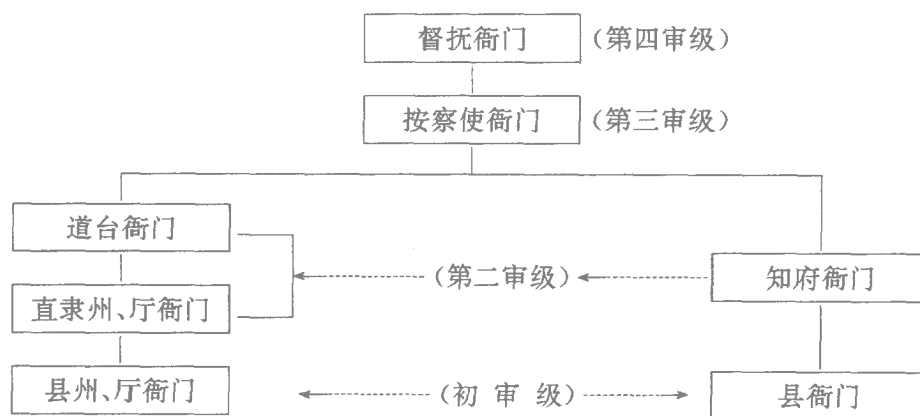 督抚衙门 (第四审级)
按察使衙门 (第三审级)
道台衙门
(第二审级) 知府衙门
直隶州、厅衙门
县州、厅衙门 (初审级) 县衙门